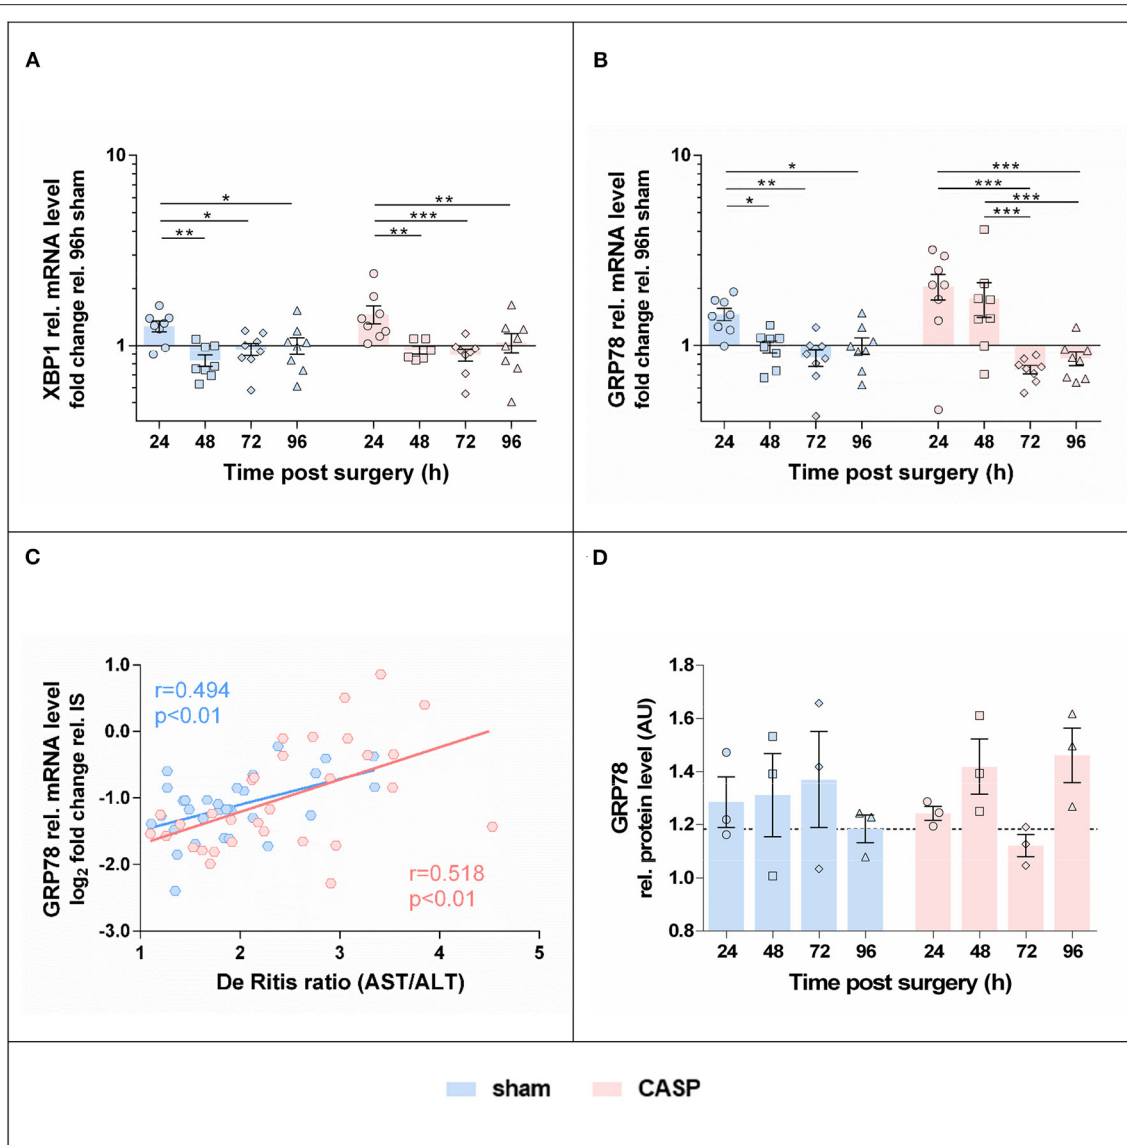 A
XBP1 rel. mRNA level
fold change rel. 96h sham
10
1
*
*
**
**
***
**
24 48 72 96 24 48 72 96
Time post surgery (h)
B
GRP78 rel. mRNA level
fold change rel. 96h sham
10
1
*
**
*
***
***
***
***
24 48 72 96 24 48 72 96
Time post surgery (h)
C
GRP78 rel. mRNA level
log2 fold change rel. IS
1.0
0.0
-1.0
-2.0
-3.0
r=0.494
p<0.01
r=0.518
p<0.01
1 2 3 4 5
De Ritis ratio (AST/ALT)
D
GRP78
rel. protein level (AU)
1.8
1.6
1.4
1.2
1.0
0.8
24 48 72 96 24 48 72 96
Time post surgery (h)
sham CASP